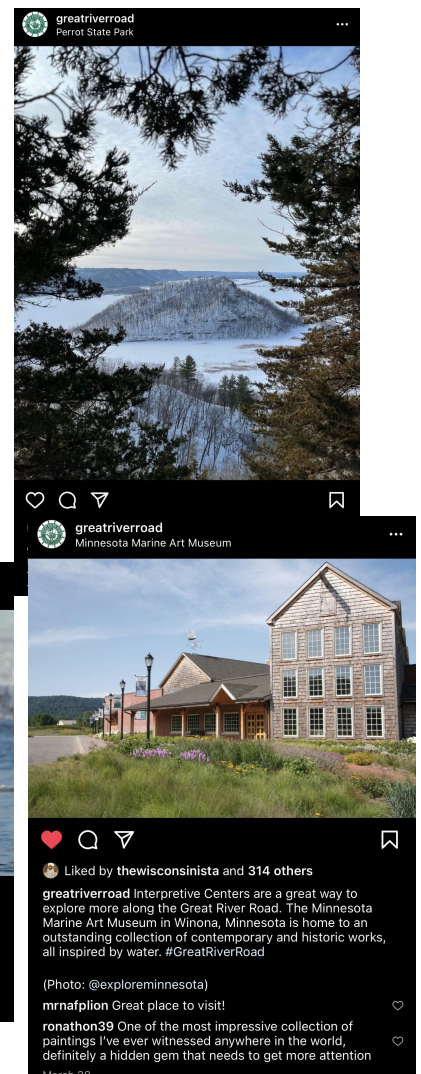 greatriverroad
Perrot State Park
greatriverroad
Minnesota Marine Art Museum
Liked by thewisconsinista and 314 others
greatriverroad Interpretive Centers are a great way to
explore more along the Great River Road. The Minnesota
Marine Art Museum in Winona, Minnesota is home to an
outstanding collection of contemporary and historic works,
all inspired by water. #GreatRiverRoad
(Photo: @exploreminnesota)
mrnafplion Great place to visit!
ronathon39 One of the most impressive collection of
paintings I've ever witnessed anywhere in the world,
definitely a hidden gem that needs to get more attention